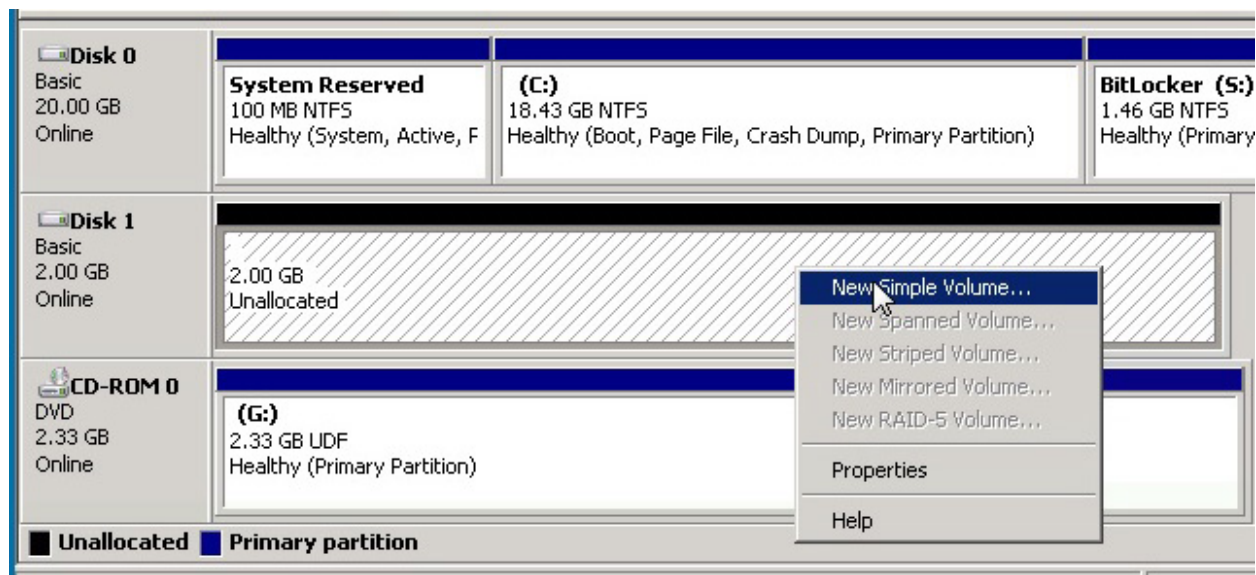 Disk 0
Basic
20.00 GB
Online
System Reserved
100 MB NTFS
Healthy (System, Active, P
(C:)
18.43 GB NTFS
Healthy (Boot, Page File, Crash Dump, Primary Partition)
BitLocker (S:)
1.46 GB NTFS
Healthy (Primary
Disk 1
Basic
2.00 GB
Online
2.00 GB
Unallocated
New Simple Volume...
New Spanned Volume...
New Striped Volume...
New Mirrored Volume...
New RAID-5 Volume...
Properties
Help
CD-ROM 0
DVD
2.33 GB
Online
(G:)
2.33 GB UDF
Healthy (Primary Partition)
Unallocated Primary partition